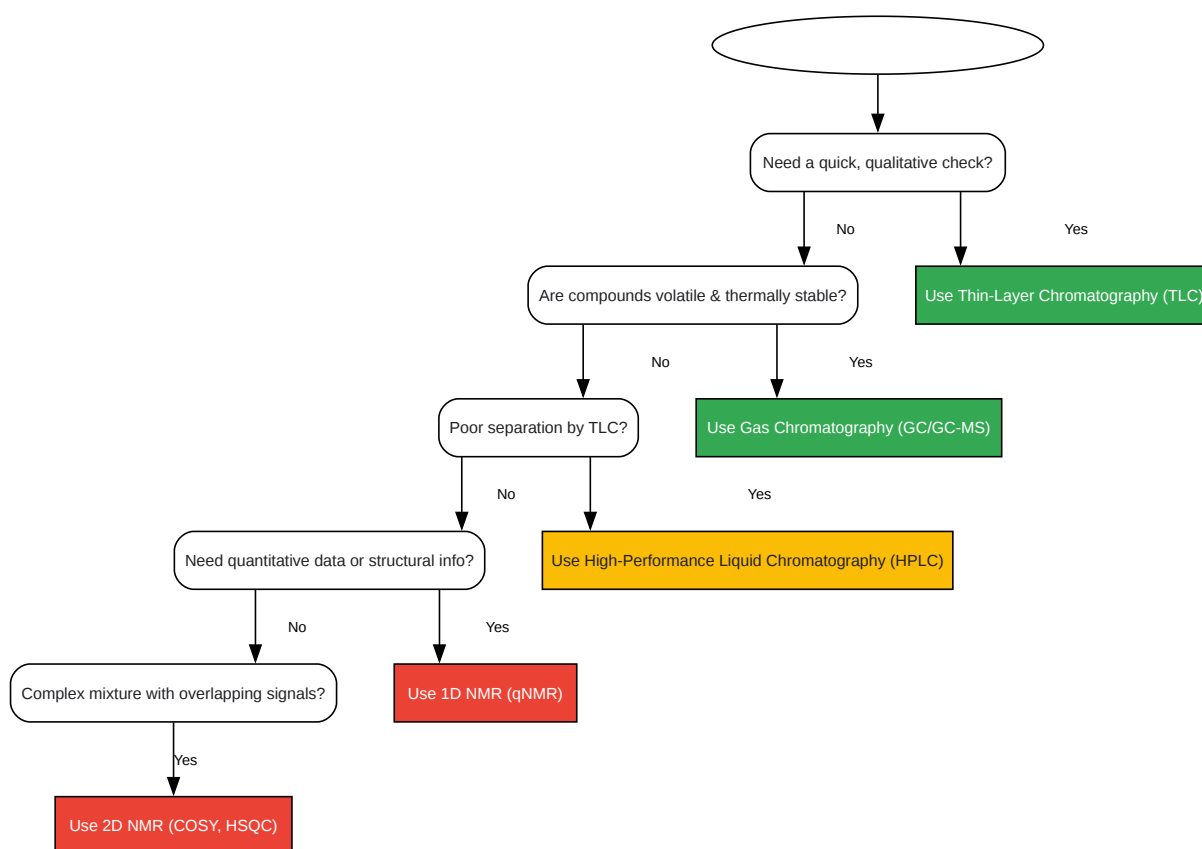 Need a quick, qualitative check?
No
Yes
Are compounds volatile & thermally stable?
Use Thin-Layer Chromatography (TLC)
No
Yes
Poor separation by TLC?
Use Gas Chromatography (GC/GC-MS)
No
Yes
Need quantitative data or structural info?
Use High-Performance Liquid Chromatography (HPLC)
No
Yes
Complex mixture with overlapping signals?
Use 1D NMR (qNMR)
Yes
Use 2D NMR (COSY, HSQC)